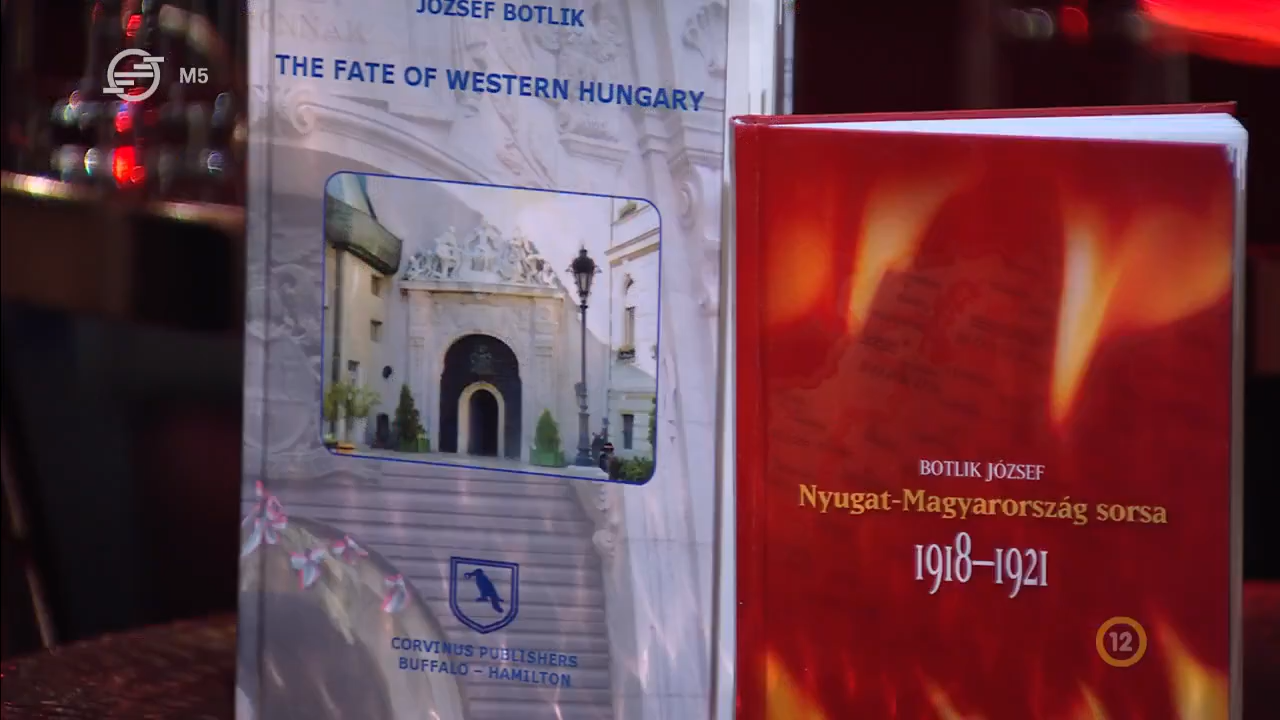 M5
JÓZSEF BOTLIK
THE FATE OF WESTERN HUNGARY
CORVINUS PUBLISHERS
BUFFALO – HAMILTON
BOTLIK JÓZSEF
Nyugat-Magyarország sorsa
1918–1921
12